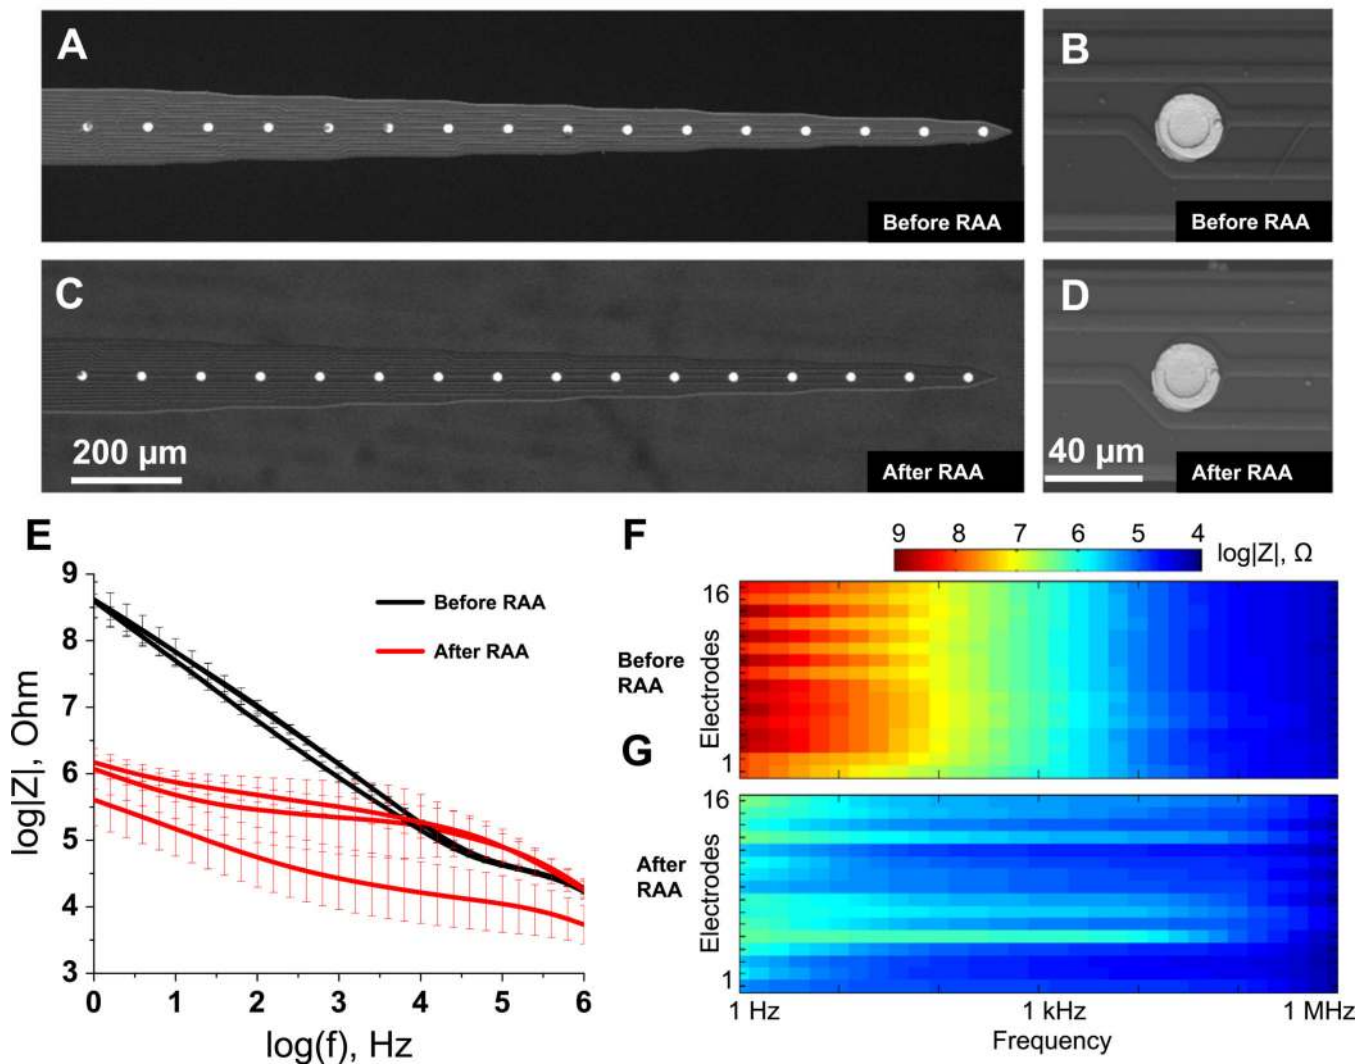 A
Before RAA
B
Before RAA
C
200 µm
After RAA
D
40 µm
After RAA
E
9
8
7
6
5
4
3
0 1 2 3 4 5 6
log|Z|, Ohm
log(f), Hz
Before RAA
After RAA
F
9 8 7 6 5 4
log|Z|, Ω
Before
RAA
Electrodes
16
1
G
After
RAA
Electrodes
16
1
1 Hz 1 kHz 1 MHz
Frequency